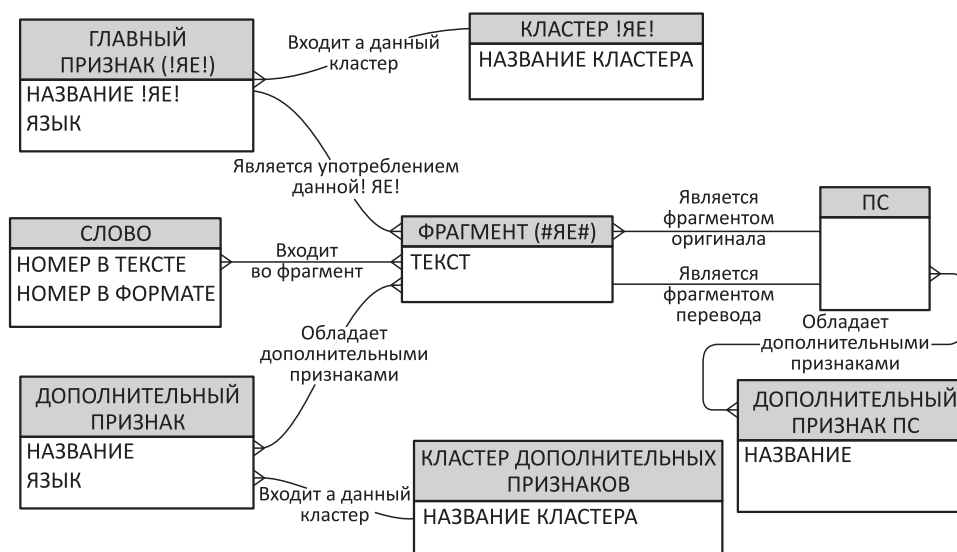 ГЛАВНЫЙ
ПРИЗНАК (!ЯЕ!)
НАЗВАНИЕ !ЯЕ!
ЯЗЫК
Входит а данный
кластер
КЛАСТЕР !ЯЕ!
НАЗВАНИЕ КЛАСТЕРА
Является употреблением
данной! ЯЕ!
СЛОВО
НОМЕР В ТЕКСТЕ
НОМЕР В ФОРМАТЕ
Входит
во фрагмент
ФРАГМЕНТ (#ЯЕ#)
ТЕКСТ
Является
фрагментом
оригинала
Является
фрагментом
перевода
ПС
Обладает
дополнительными
признаками
Обладает
дополнительными
признаками
ДОПОЛНИТЕЛЬНЫЙ
ПРИЗНАК
НАЗВАНИЕ
ЯЗЫК
Входит а данный
кластер
КЛАСТЕР ДОПОЛНИТЕЛЬНЫХ
ПРИЗНАКОВ
НАЗВАНИЕ КЛАСТЕРА
ДОПОЛНИТЕЛЬНЫЙ
ПРИЗНАК ПС
НАЗВАНИЕ